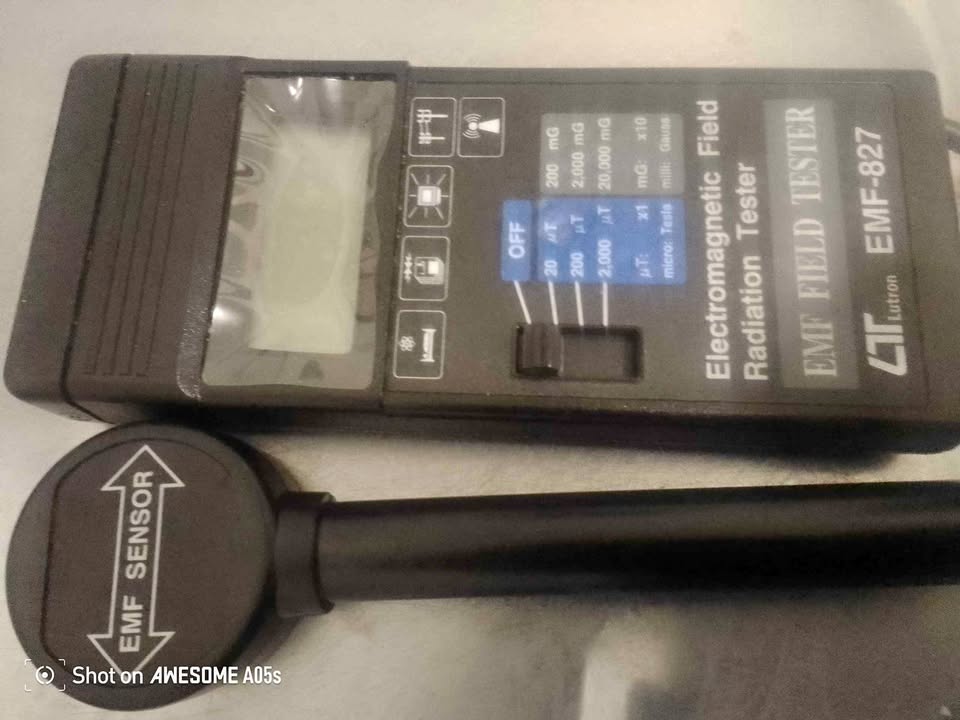 OFF
20 µT 200 mG
200 µT 2,000 mG
2,000 µT 20,000 mG
µT: x1 mG: x10
micro: Tesla milli: Gauss
Electromagnetic Field
Radiation Tester
EMF FIELD TESTER
Lutron EMF-827
EMF SENSOR
Shot on AWESOME A05s